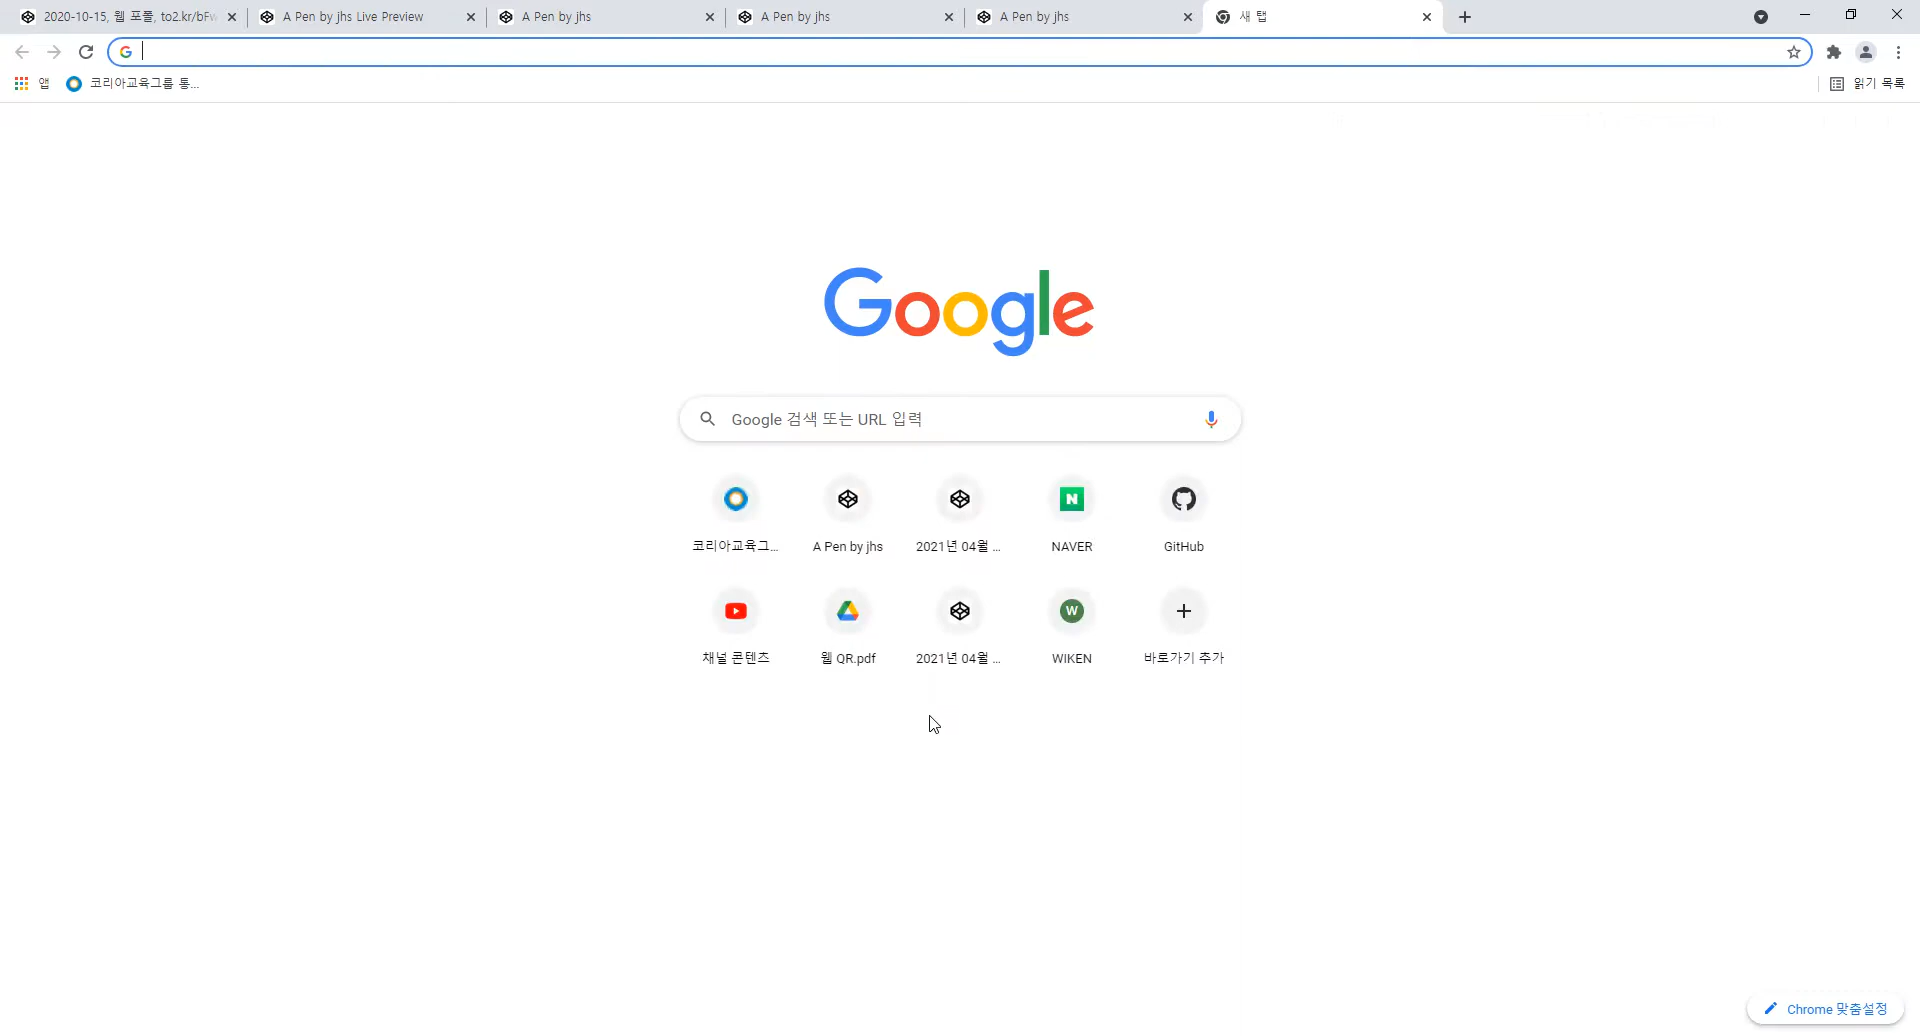 2020-10-15, 웹 포폴, to2.kr/bFw
A Pen by jhs Live Preview
A Pen by jhs
A Pen by jhs
A Pen by jhs
새 탭
앱
코리아교육그룹 통...
읽기 목록
Google
Google 검색 또는 URL 입력
코리아교육그...
A Pen by jhs
2021년 04월 ...
NAVER
GitHub
채널 콘텐츠
웹 QR.pdf
2021년 04월 ...
WIKEN
바로가기 추가
Chrome 맞춤설정